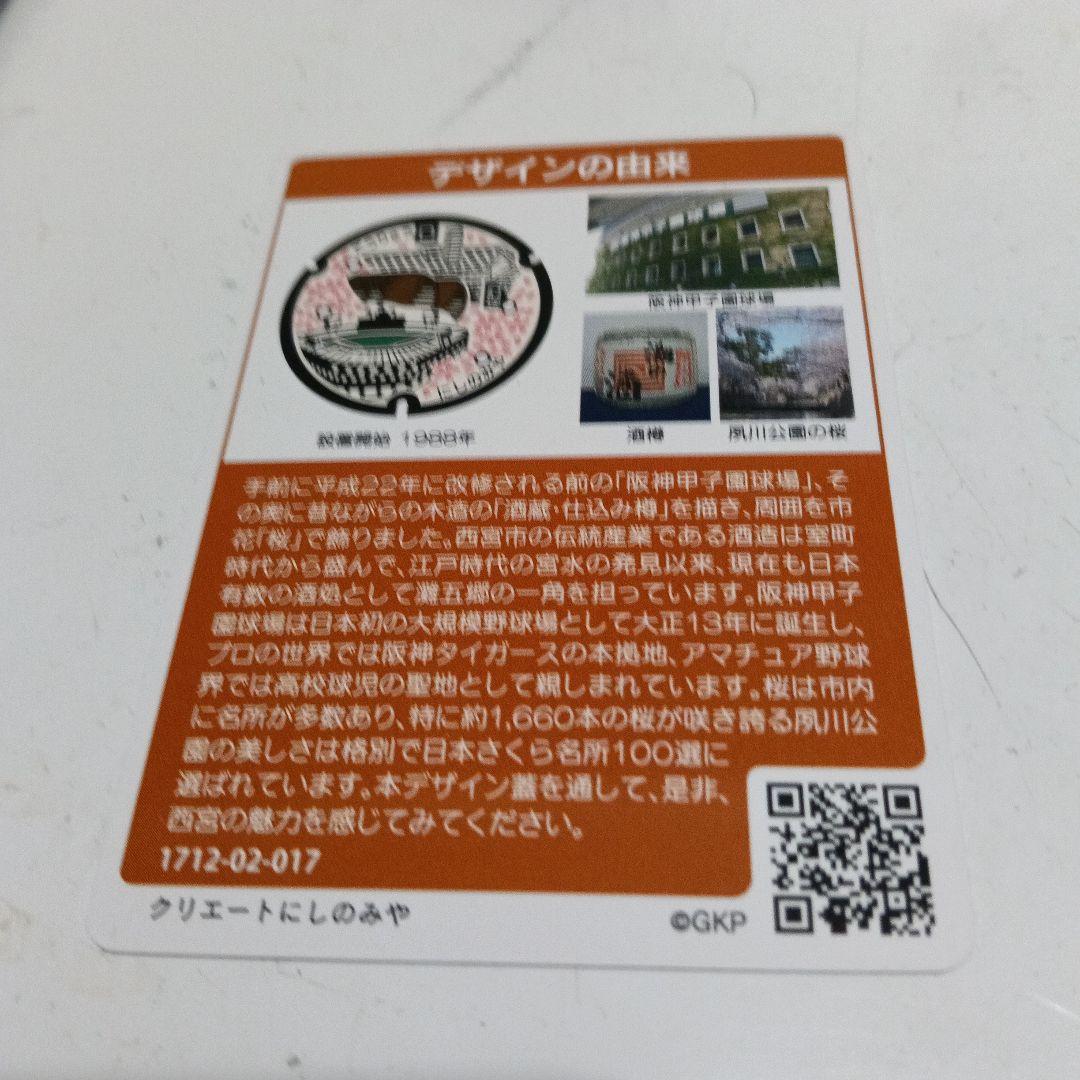 デザインの由来
にしのみや
阪神甲子園球場
酒樽
夙川公園の桜
設置開始 1988年
手前に平成22年に改修される前の「阪神甲子園球場」、そ
の奥に昔ながらの木造の「酒蔵・仕込み樽」を描き、周囲を市
花「桜」で飾りました。西宮市の伝統産業である酒造は室町
時代から盛んで、江戸時代の宮水の発見以来、現在も日本
有数の酒処として灘五郷の一角を担っています。阪神甲子
園球場は日本初の大規模野球場として大正13年に誕生し、
プロの世界では阪神タイガースの本拠地、アマチュア野球
界では高校球児の聖地として親しまれています。桜は市内
に名所が多数あり、特に約1,660本の桜が咲き誇る夙川公
園の美しさは格別で日本さくら名所100選に
選ばれています。本デザイン蓋を通して、是非、
西宮の魅力を感じてみてください。
1712-02-017
クリエートにしのみや
©GKP